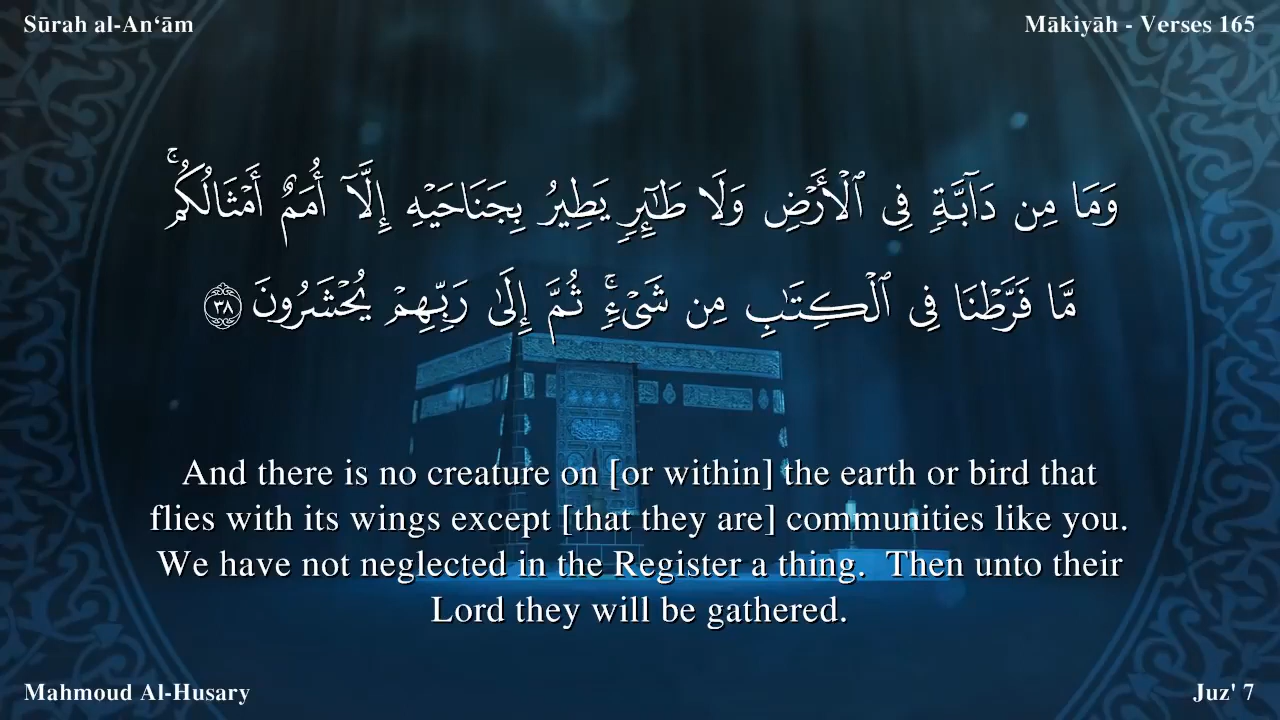 Sūrah al-An‘ām
Mākiyāh - Verses 165
وَمَا مِن دَآبَّةٍۢ فِى ٱلْأَرْضِ وَلَا طَـٰٓئِرٍۢ يَطِيرُ بِجَنَاحَيْهِ إِلَّآ أُمَمٌ أَمْثَالُكُم ۚ
مَّا فَرَّطْنَا فِى ٱلْكِتَـٰبِ مِن شَىْءٍۢ ۚ ثُمَّ إِلَىٰ رَبِّهِمْ يُحْشَرُونَ ٣٨
And there is no creature on [or within] the earth or bird that
flies with its wings except [that they are] communities like you.
We have not neglected in the Register a thing.  Then unto their
Lord they will be gathered.
Mahmoud Al-Husary
Juz' 7